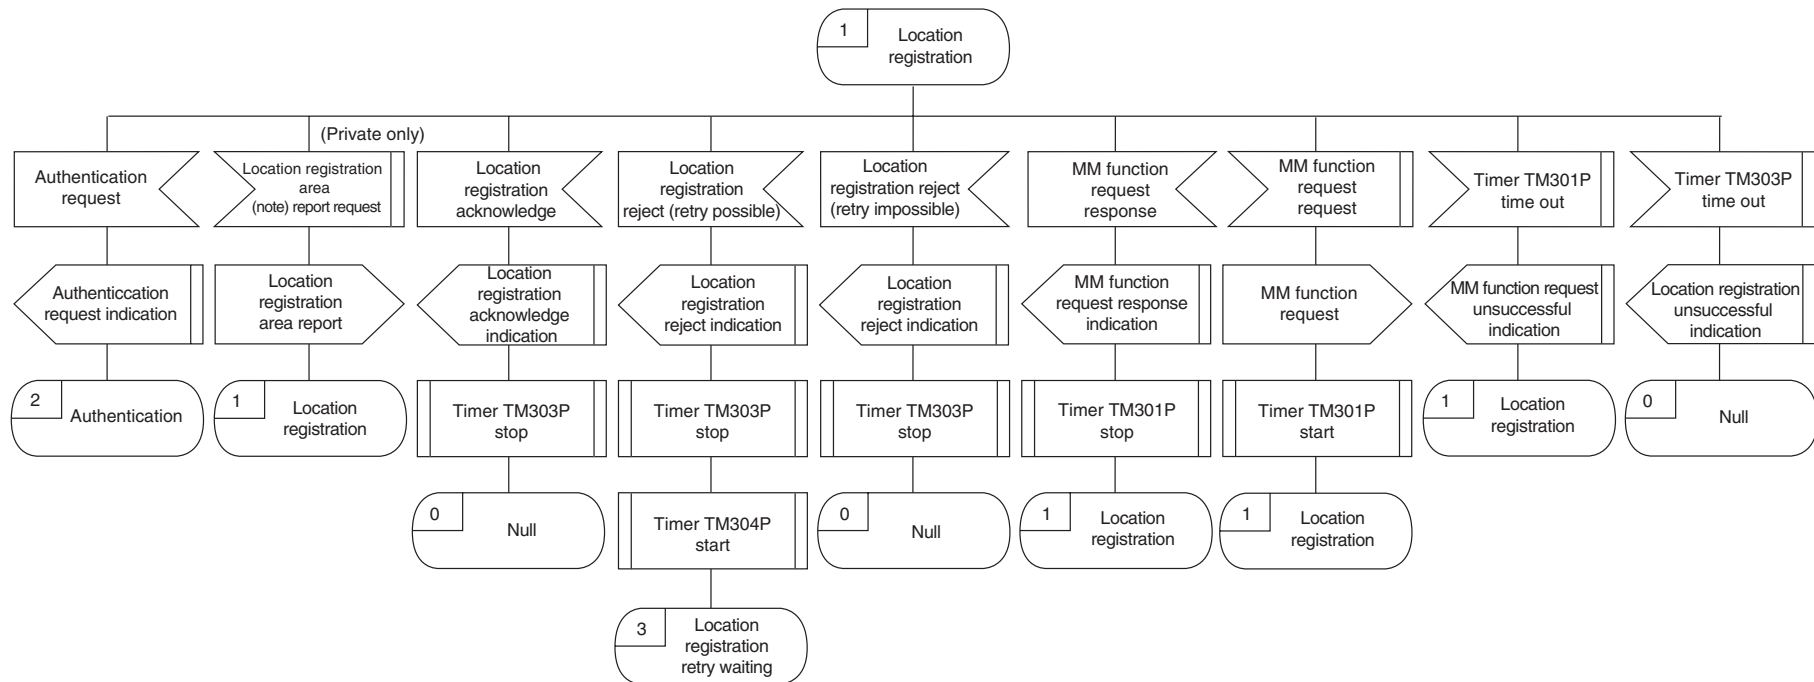 1
Location
registration
(Private only)
Authentication
request
Location registration
area
(note) report request
Location
registration
acknowledge
Location
registration
reject (retry possible)
Location
registration reject
(retry impossible)
MM function
request
response
MM function
request
request
Timer TM301P
time out
Timer TM303P
time out
Authenticcation
request indication
Location
registration
area report
Location
registration
acknowledge
indication
Location
registration
reject indication
Location
registration
reject indication
MM function
request response
indication
MM function
request
MM function request
unsuccessful
indication
Location registration
unsuccessful
indication
2
Authentication
1
Location
registration
Timer TM303P
stop
Timer TM303P
stop
Timer TM303P
stop
Timer TM301P
stop
Timer TM301P
start
1
Location
registration
0
Null
0
Null
Timer TM304P
start
0
Null
1
Location
registration
1
Location
registration
3
Location
registration
retry waiting